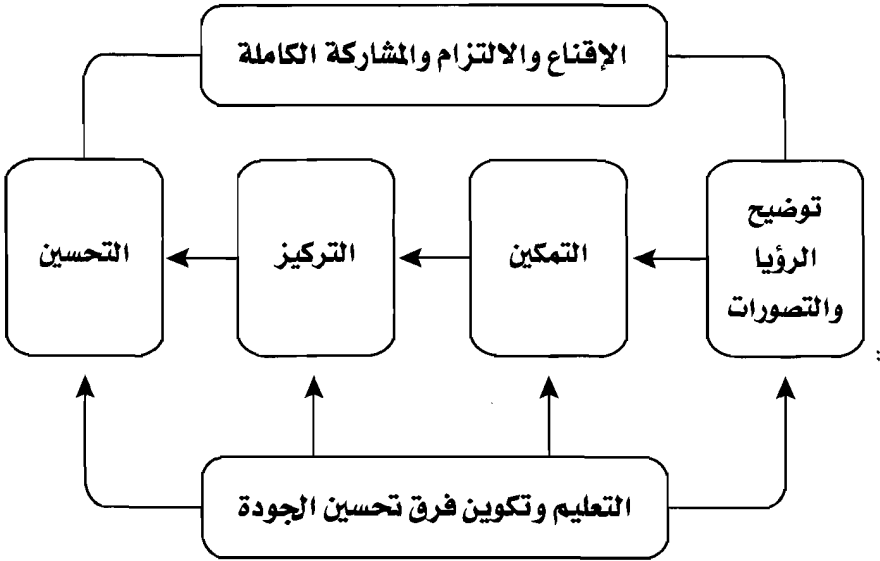 الإقناع والالتزام والمشاركة الكاملة
توضيح
الرؤيا
والتصورات
التمكين
التركيز
التحسين
التعليم وتكوين فرق تحسين الجودة
: